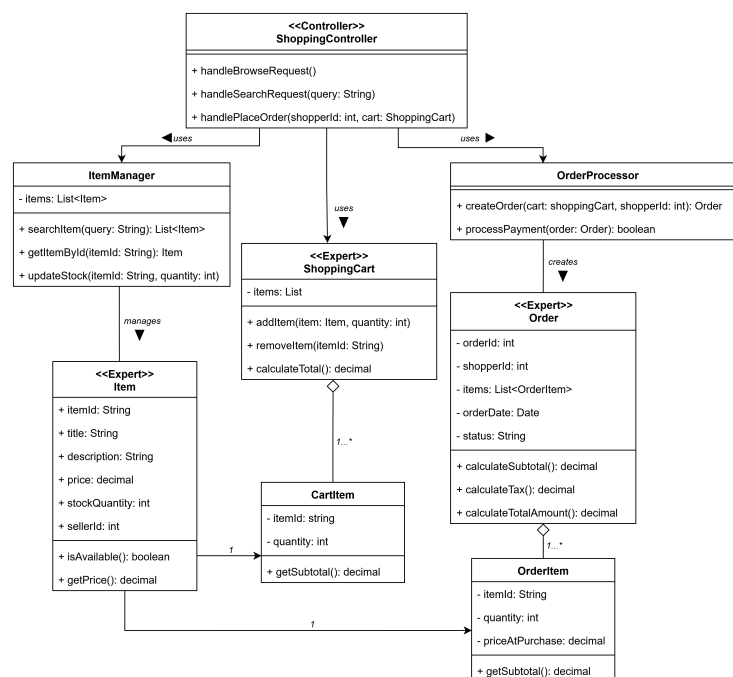 <<Controller>>
ShoppingController
+ handleBrowseRequest()
+ handleSearchRequest(query: String)
+ handlePlaceOrder(shopperId: int, cart: ShoppingCart)
uses
uses
uses
ItemManager
- items: List<Item>
+ searchItem(query: String): List<Item>
+ getItemById(itemId: String): Item
+ updateStock(itemId: String, quantity: int)
OrderProcessor
+ createOrder(cart: shoppingCart, shopperId: int): Order
+ processPayment(order: Order): boolean
<<Expert>>
ShoppingCart
- items: List
+ addItem(item: Item, quantity: int)
+ removeItem(itemId: String)
+ calculateTotal(): decimal
creates
<<Expert>>
Order
- orderId: int
- shopperId: int
- items: List<OrderItem>
- orderDate: Date
- status: String
+ calculateSubtotal(): decimal
+ calculateTax(): decimal
+ calculateTotalAmount(): decimal
manages
<<Expert>>
Item
+ itemId: String
+ title: String
+ description: String
+ price: decimal
+ stockQuantity: int
+ sellerId: int
+ isAvailable(): boolean
+ getPrice(): decimal
1...*
CartItem
- itemId: string
- quantity: int
+ getSubtotal(): decimal
1
1...*
OrderItem
- itemId: String
- quantity: int
- priceAtPurchase: decimal
+ getSubtotal(): decimal
1